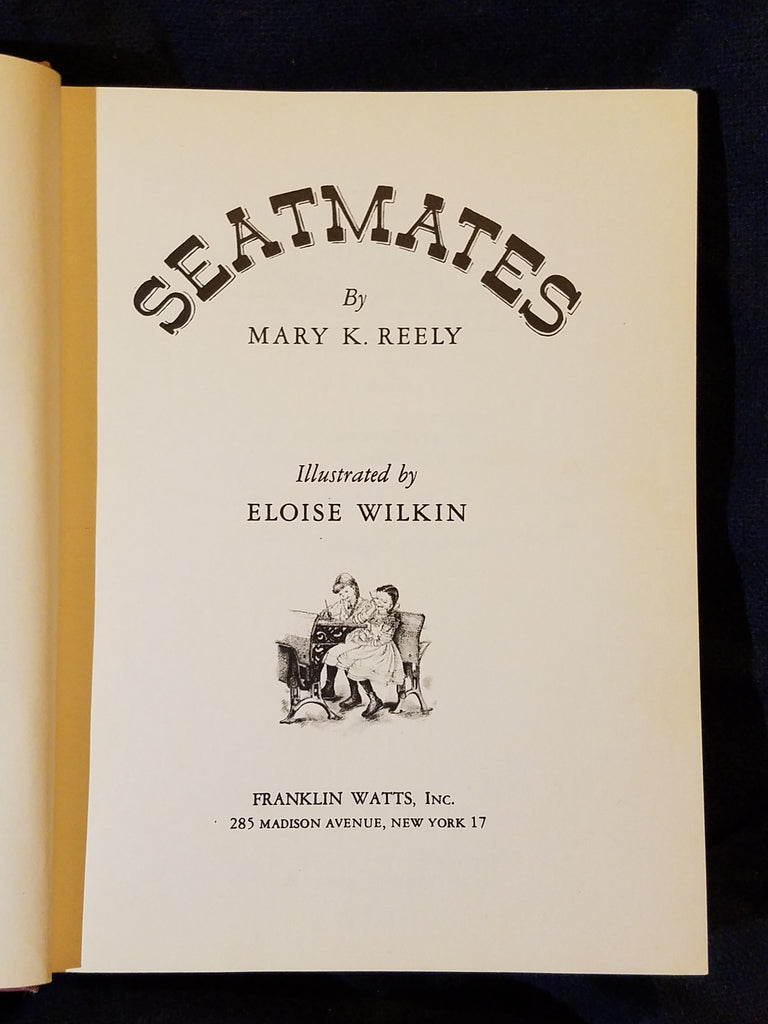 SEATMATES
By
MARY K. REELY
Illustrated by
ELOISE WILKIN
FRANKLIN WATTS, INC.
285 MADISON AVENUE, NEW YORK 17